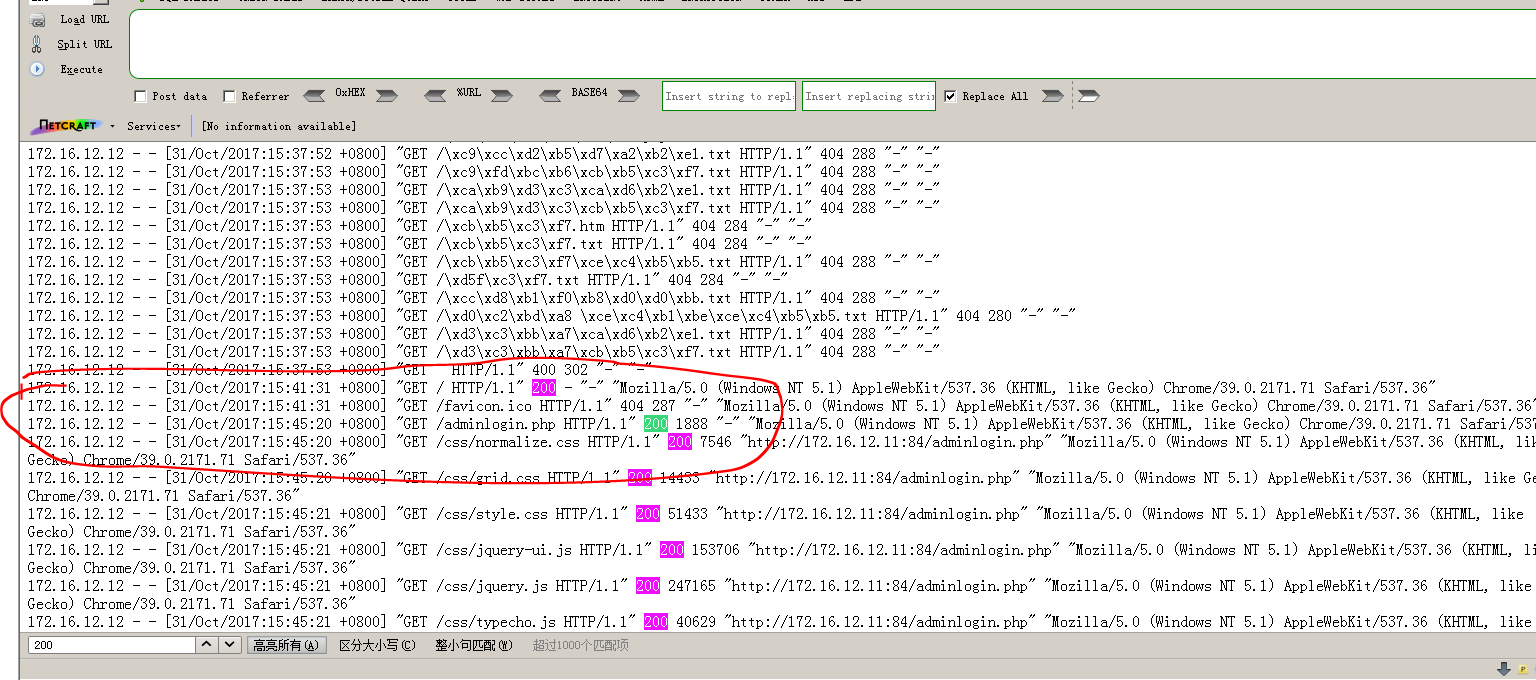 Load URL
Split URL
Execute
Post data Referrer 0xHEX %URL BASE64 Insert string to repl Insert replacing strin Replace All
NETCRAFT Services [No information available]
172.16.12.12 - - [31/Oct/2017:15:37:52 +0800] "GET /\xc9\xcc\xd2\xb5\xd7\xa2\xb2\xe1.txt HTTP/1.1" 404 288 "-" "-"
172.16.12.12 - - [31/Oct/2017:15:37:53 +0800] "GET /\xc9\xfd\xbc\xb6\xcb\xb5\xc3\xf7.txt HTTP/1.1" 404 288 "-" "-"
172.16.12.12 - - [31/Oct/2017:15:37:53 +0800] "GET /\xca\xb9\xd3\xc3\xca\xd6\xb2\xe1.txt HTTP/1.1" 404 288 "-" "-"
172.16.12.12 - - [31/Oct/2017:15:37:53 +0800] "GET /\xca\xb9\xd3\xc3\xcb\xb5\xc3\xf7.txt HTTP/1.1" 404 288 "-" "-"
172.16.12.12 - - [31/Oct/2017:15:37:53 +0800] "GET /\xcb\xb5\xc3\xf7.htm HTTP/1.1" 404 284 "-" "-"
172.16.12.12 - - [31/Oct/2017:15:37:53 +0800] "GET /\xcb\xb5\xc3\xf7.txt HTTP/1.1" 404 284 "-" "-"
172.16.12.12 - - [31/Oct/2017:15:37:53 +0800] "GET /\xcb\xb5\xc3\xf7\xce\xc4\xb5\xb5.txt HTTP/1.1" 404 288 "-" "-"
172.16.12.12 - - [31/Oct/2017:15:37:53 +0800] "GET /\xd5f\xc3\xf7.txt HTTP/1.1" 404 284 "-" "-"
172.16.12.12 - - [31/Oct/2017:15:37:53 +0800] "GET /\xcc\xd8\xb1\xf0\xb8\xd0\xd0\xbb.txt HTTP/1.1" 404 288 "-" "-"
172.16.12.12 - - [31/Oct/2017:15:37:53 +0800] "GET /\xd0\xc2\xbd\xa8 \xce\xc4\xb1\xbe\xce\xc4\xb5\xb5.txt HTTP/1.1" 404 280 "-" "-"
172.16.12.12 - - [31/Oct/2017:15:37:53 +0800] "GET /\xd3\xc3\xbb\xa7\xca\xd6\xb2\xe1.txt HTTP/1.1" 404 288 "-" "-"
172.16.12.12 - - [31/Oct/2017:15:37:53 +0800] "GET /\xd3\xc3\xbb\xa7\xcb\xb5\xc3\xf7.txt HTTP/1.1" 404 288 "-" "-"
172.16.12.12 - - [31/Oct/2017:15:37:53 +0800] "GET HTTP/1.1" 400 302 "-" "-"
172.16.12.12 - - [31/Oct/2017:15:41:31 +0800] "GET / HTTP/1.1" 200 - "-" "Mozilla/5.0 (Windows NT 5.1) AppleWebKit/537.36 (KHTML, like Gecko) Chrome/39.0.2171.71 Safari/537.36"
172.16.12.12 - - [31/Oct/2017:15:41:31 +0800] "GET /favicon.ico HTTP/1.1" 404 287 "-" "Mozilla/5.0 (Windows NT 5.1) AppleWebKit/537.36 (KHTML, like Gecko) Chrome/39.0.2171.71 Safari/537.36"
172.16.12.12 - - [31/Oct/2017:15:45:20 +0800] "GET /adminlogin.php HTTP/1.1" 200 1888 "-" "Mozilla/5.0 (Windows NT 5.1) AppleWebKit/537.36 (KHTML, like Gecko) Chrome/39.0.2171.71 Safari/53
172.16.12.12 - - [31/Oct/2017:15:45:20 +0800] "GET /css/normalize.css HTTP/1.1" 200 7546 "http://172.16.12.11:84/adminlogin.php" "Mozilla/5.0 (Windows NT 5.1) AppleWebKit/537.36 (KHTML, lik
Gecko) Chrome/39.0.2171.71 Safari/537.36"
172.16.12.12 - - [31/Oct/2017:15:45:20 +0800] "GET /css/grid.css HTTP/1.1" 200 14433 "http://172.16.12.11:84/adminlogin.php" "Mozilla/5.0 (Windows NT 5.1) AppleWebKit/537.36 (KHTML, like Ge
Chrome/39.0.2171.71 Safari/537.36"
172.16.12.12 - - [31/Oct/2017:15:45:21 +0800] "GET /css/style.css HTTP/1.1" 200 51433 "http://172.16.12.11:84/adminlogin.php" "Mozilla/5.0 (Windows NT 5.1) AppleWebKit/537.36 (KHTML, like
Gecko) Chrome/39.0.2171.71 Safari/537.36"
172.16.12.12 - - [31/Oct/2017:15:45:21 +0800] "GET /css/jquery-ui.js HTTP/1.1" 200 153706 "http://172.16.12.11:84/adminlogin.php" "Mozilla/5.0 (Windows NT 5.1) AppleWebKit/537.36 (KHTML, lik
Gecko) Chrome/39.0.2171.71 Safari/537.36"
172.16.12.12 - - [31/Oct/2017:15:45:21 +0800] "GET /css/jquery.js HTTP/1.1" 200 247165 "http://172.16.12.11:84/adminlogin.php" "Mozilla/5.0 (Windows NT 5.1) AppleWebKit/537.36 (KHTML, like
Gecko) Chrome/39.0.2171.71 Safari/537.36"
172.16.12.12 - - [31/Oct/2017:15:45:21 +0800] "GET /css/typecho.js HTTP/1.1" 200 40629 "http://172.16.12.11:84/adminlogin.php" "Mozilla/5.0 (Windows NT 5.1) AppleWebKit/537.36 (KHTML, like
200 高亮所有(A) 区分大小写(C) 整小句匹配(W) 超过1000个匹配项